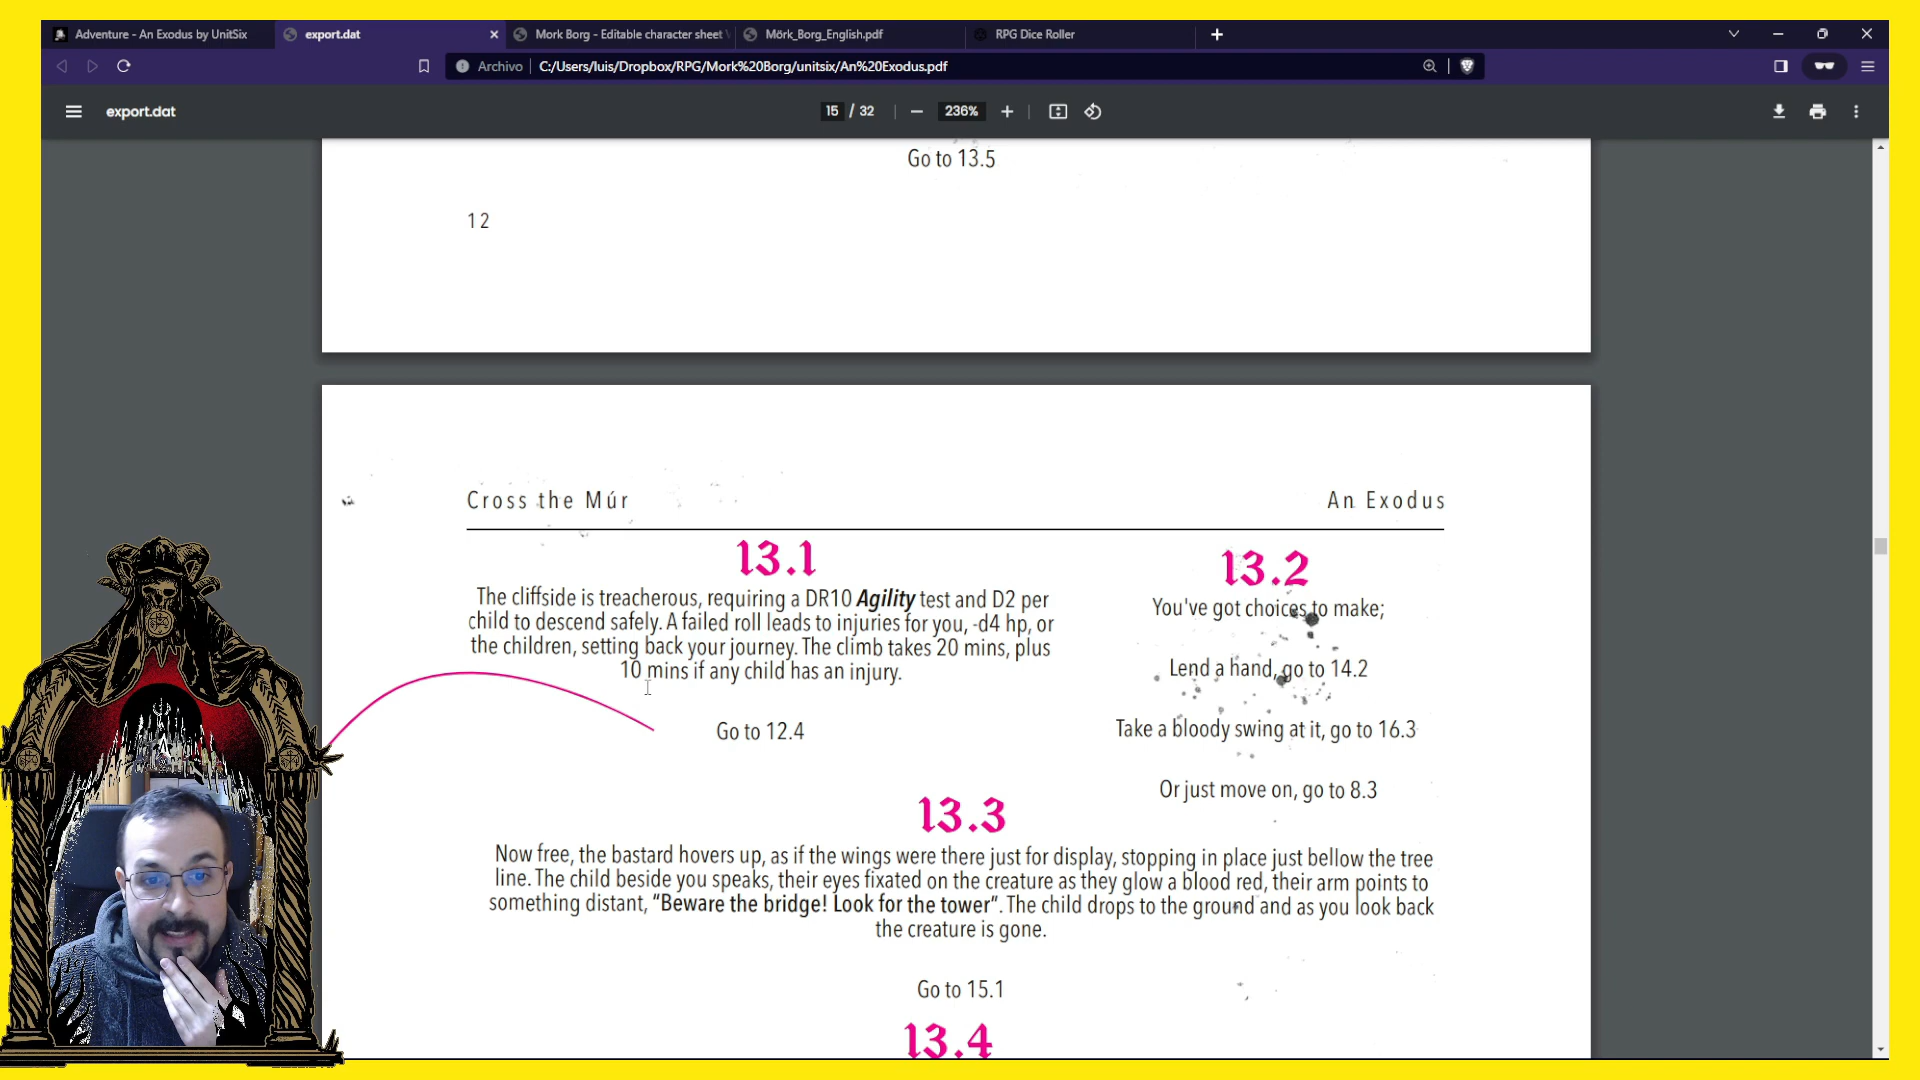 Adventure - An Exodus by UnitSix
export.dat
Mork Borg - Editable character sheet
Mörk_Borg_English.pdf
RPG Dice Roller
Archivo
C:/Users/luis/Dropbox/RPG/Mork%20Borg/unitsix/An%20Exodus.pdf
export.dat
15 / 32
236%
Go to 13.5
12
Cross the Múr
An Exodus
13.1
The cliffside is treacherous, requiring a DR10 Agility test and D2 per
child to descend safely. A failed roll leads to injuries for you, -d4 hp, or
the children, setting back your journey. The climb takes 20 mins, plus
10 mins if any child has an injury.
Go to 12.4
13.2
You've got choices to make;
Lend a hand, go to 14.2
Take a bloody swing at it, go to 16.3
Or just move on, go to 8.3
13.3
Now free, the bastard hovers up, as if the wings were there just for display, stopping in place just bellow the tree
line. The child beside you speaks, their eyes fixated on the creature as they glow a blood red, their arm points to
something distant, "Beware the bridge! Look for the tower". The child drops to the ground and as you look back
the creature is gone.
Go to 15.1
13.4